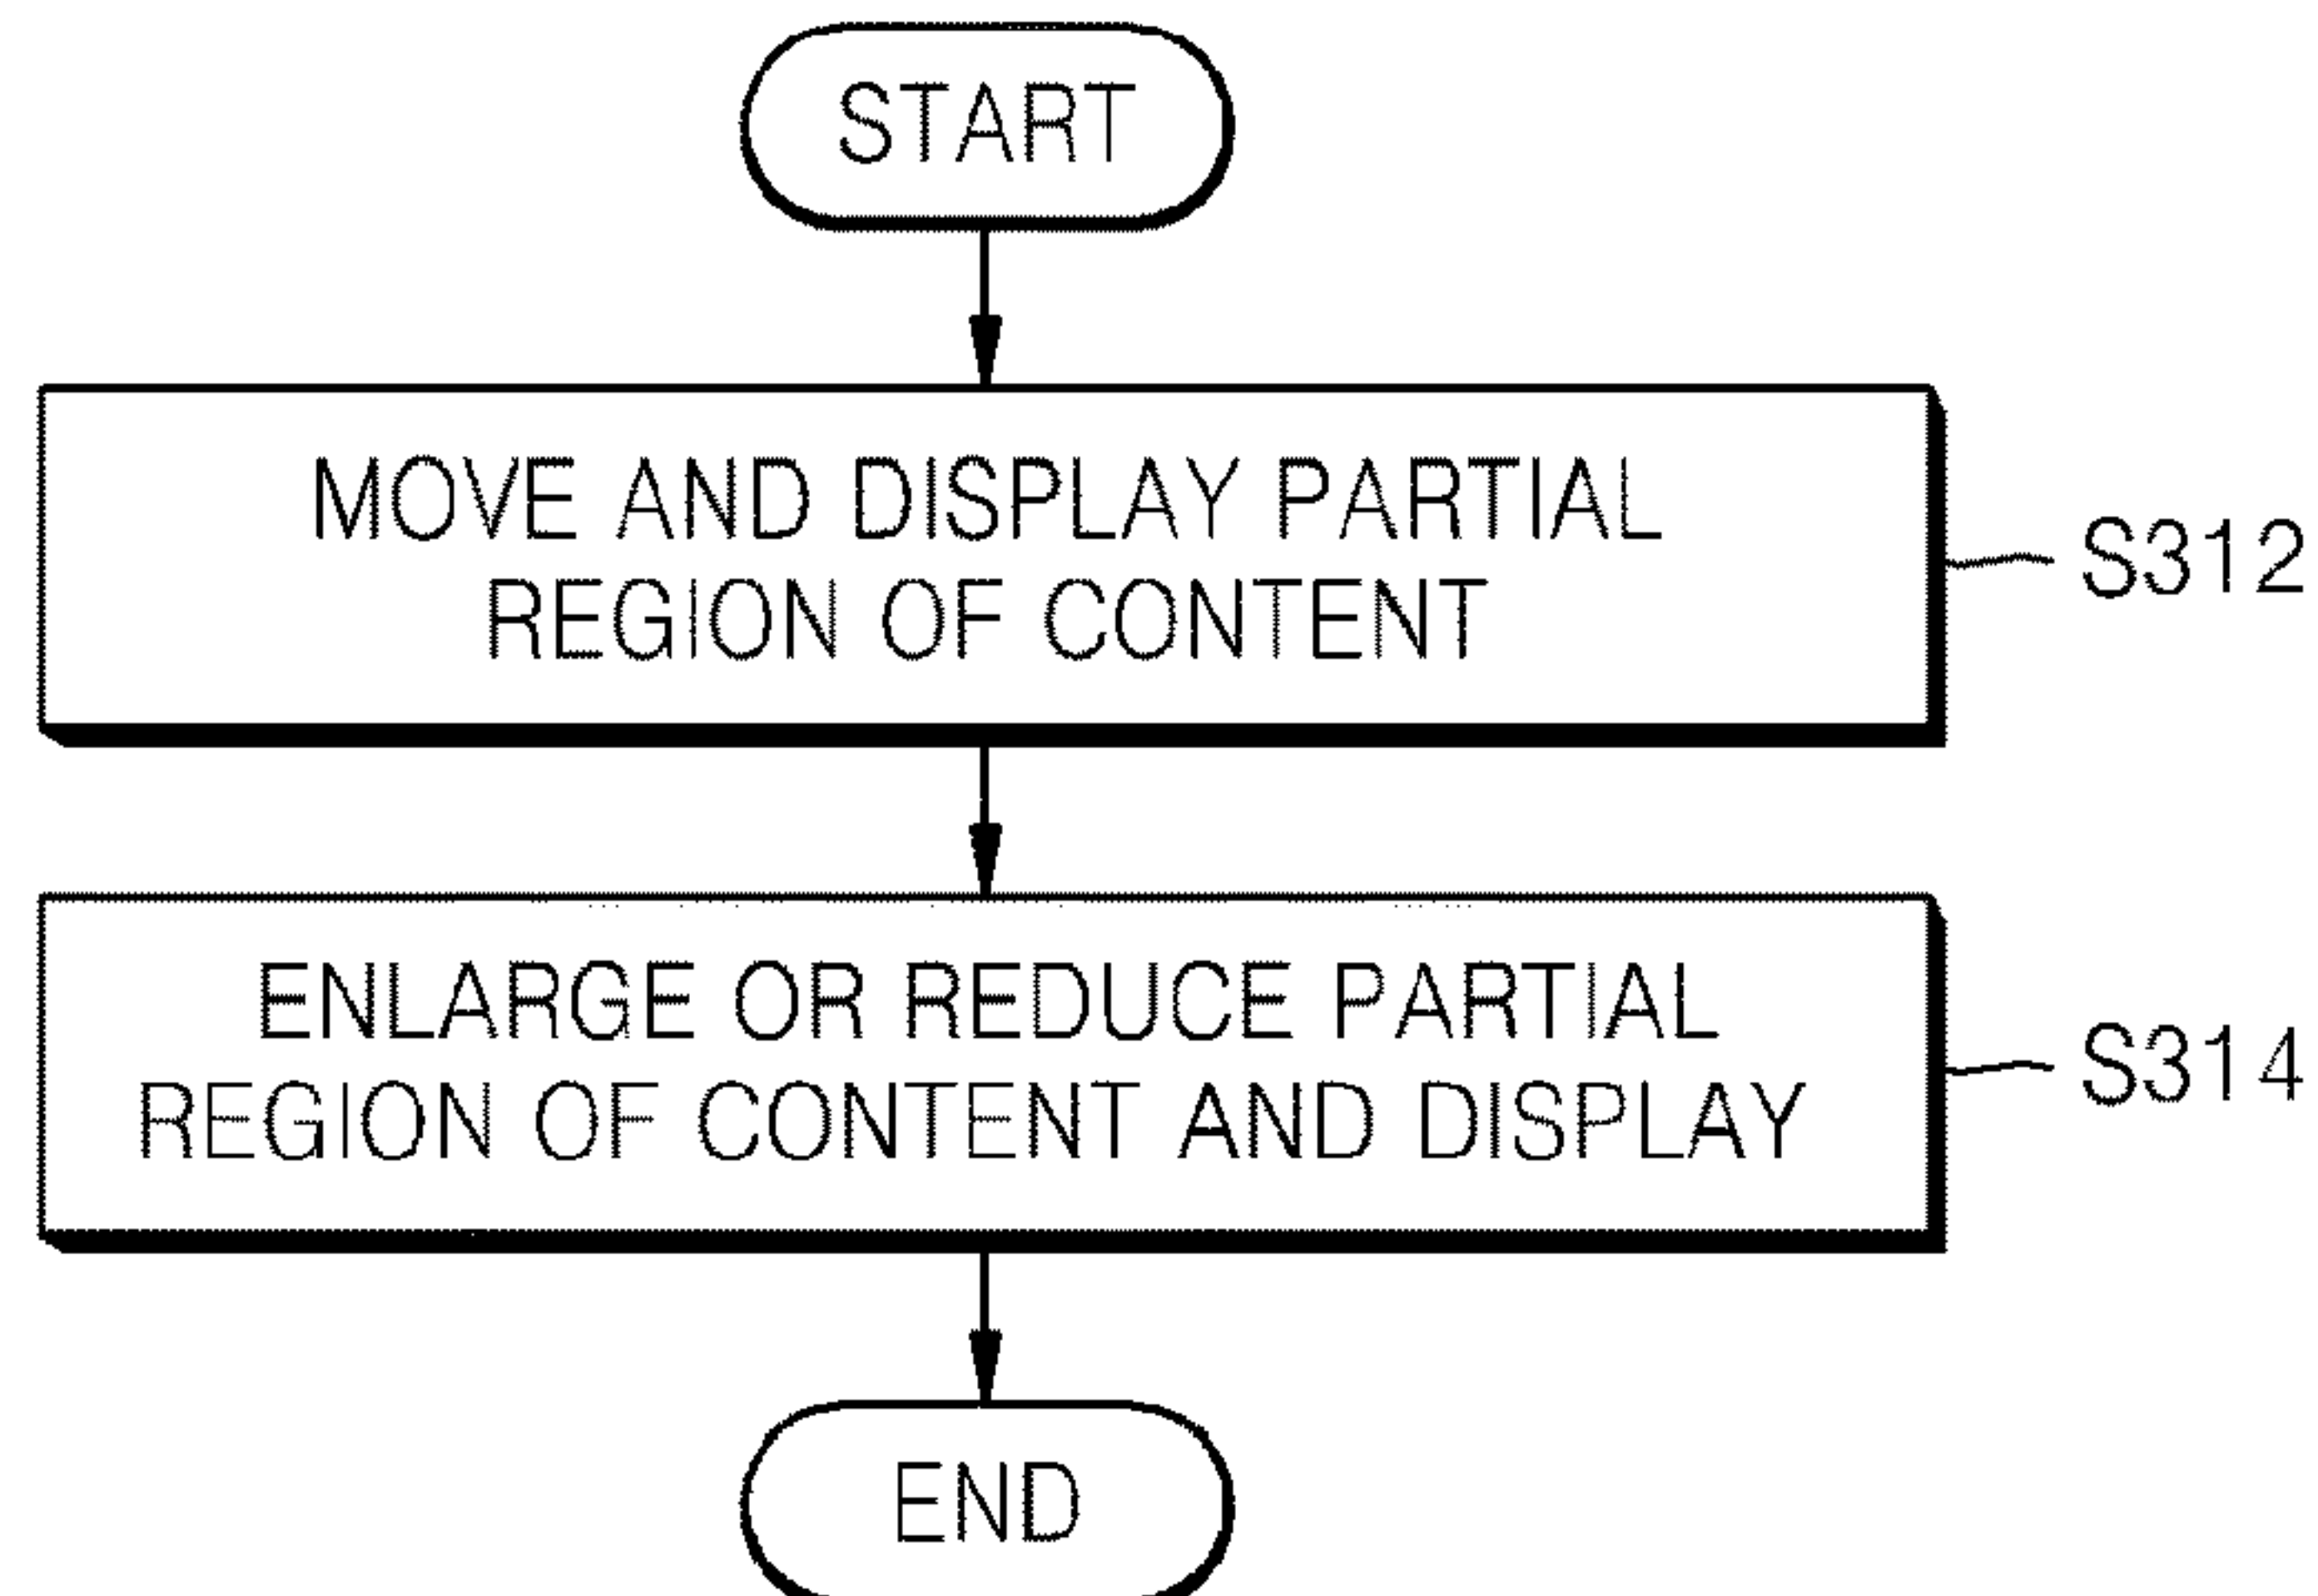 START
MOVE AND DISPLAY PARTIAL
REGION OF CONTENT
S312
ENLARGE OR REDUCE PARTIAL
REGION OF CONTENT AND DISPLAY
S314
END